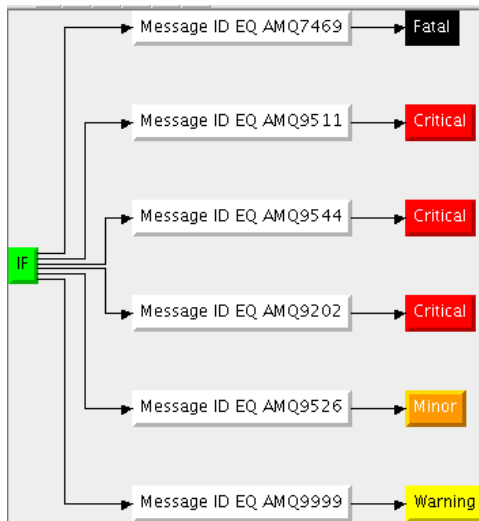 Message ID EQ AMQ7469 Fatal
Message ID EQ AMQ9511 Critical
Message ID EQ AMQ9544 Critical
IF
Message ID EQ AMQ9202 Critical
Message ID EQ AMQ9526 Minor
Message ID EQ AMQ9999 Warning